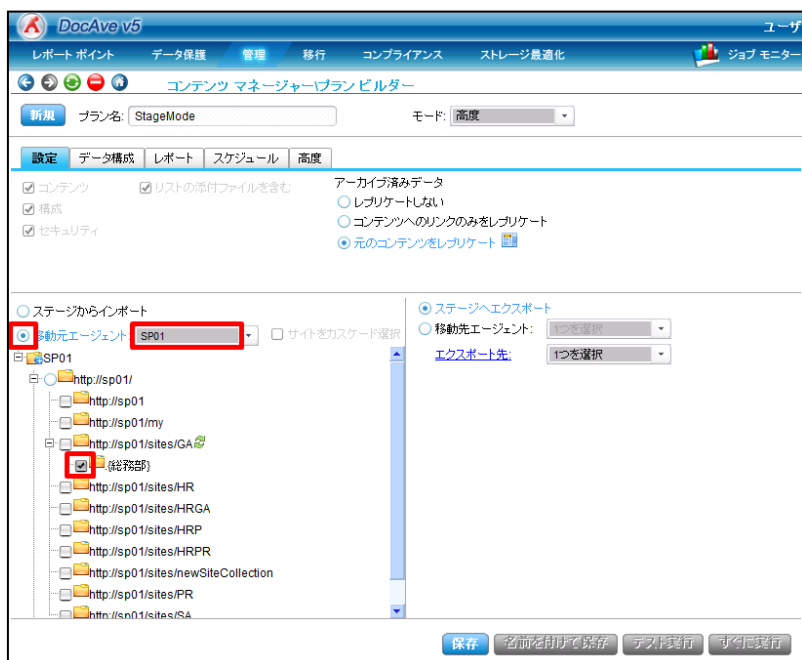 DocAve v5
ユーザ
レポート ポイント データ保護 管理 移行 コンプライアンス ストレージ最適化 ジョブ モニター
コンテンツ マネージャー\プラン ビルダー
新規 プラン名: StageMode モード: 高度
設定 データ構成 レポート スケジュール 高度
コンテンツ リストの添付ファイルを含む アーカイブ済みデータ
構成 レプリケートしない
セキュリティ コンテンツへのリンクのみをレプリケート
元のコンテンツをレプリケート
ステージからインポート ステージへエクスポート
移動元エージェント: SP01 サイトをカスケード選択 移動先エージェント: 1つを選択
SP01 エクスポート先: 1つを選択
http://sp01/
http://sp01
http://sp01/my
http://sp01/sites/GA
.{総務部}
http://sp01/sites/HR
http://sp01/sites/HRGA
http://sp01/sites/HRP
http://sp01/sites/HRPR
http://sp01/sites/newSiteCollection
http://sp01/sites/PR
http://sp01/sites/SA
保存 名前を付けて保存 テスト実行 すぐに実行